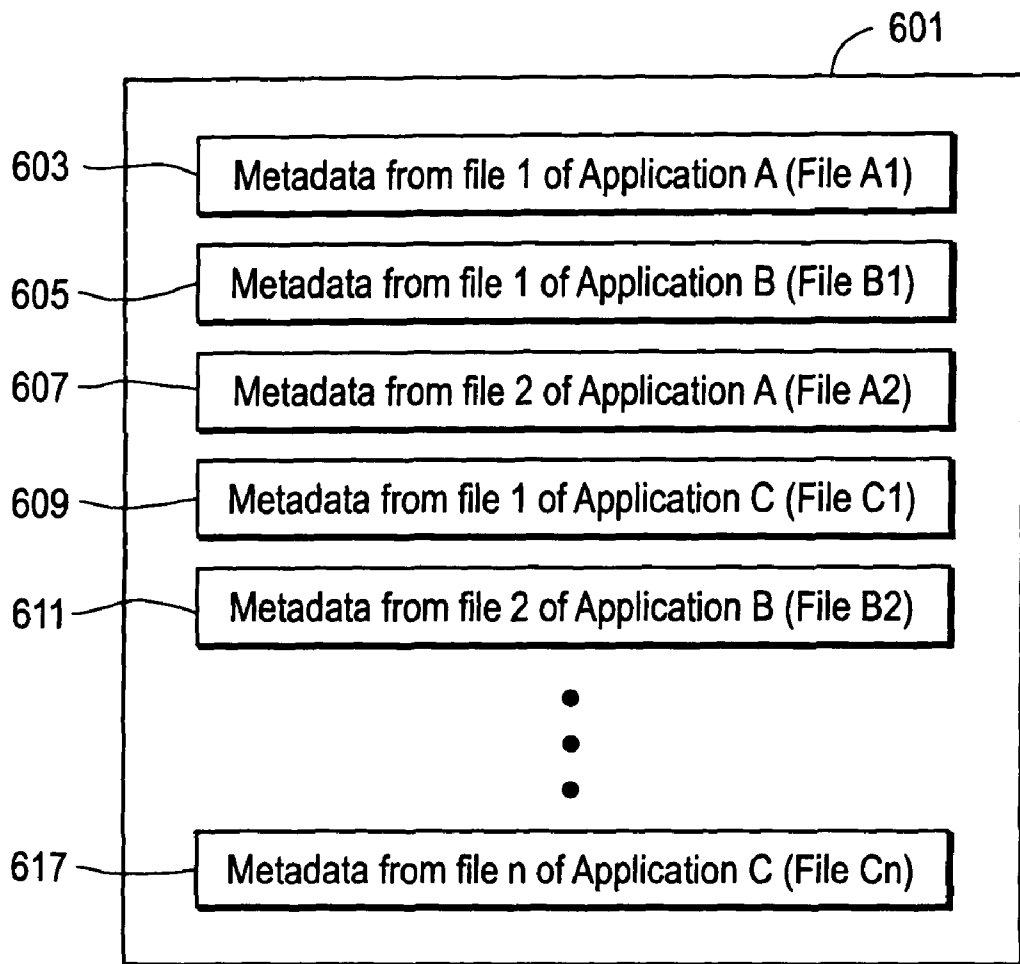 601
603 Metadata from file 1 of Application A (File A1)
605 Metadata from file 1 of Application B (File B1)
607 Metadata from file 2 of Application A (File A2)
609 Metadata from file 1 of Application C (File C1)
611 Metadata from file 2 of Application B (File B2)
617 Metadata from file n of Application C (File Cn)